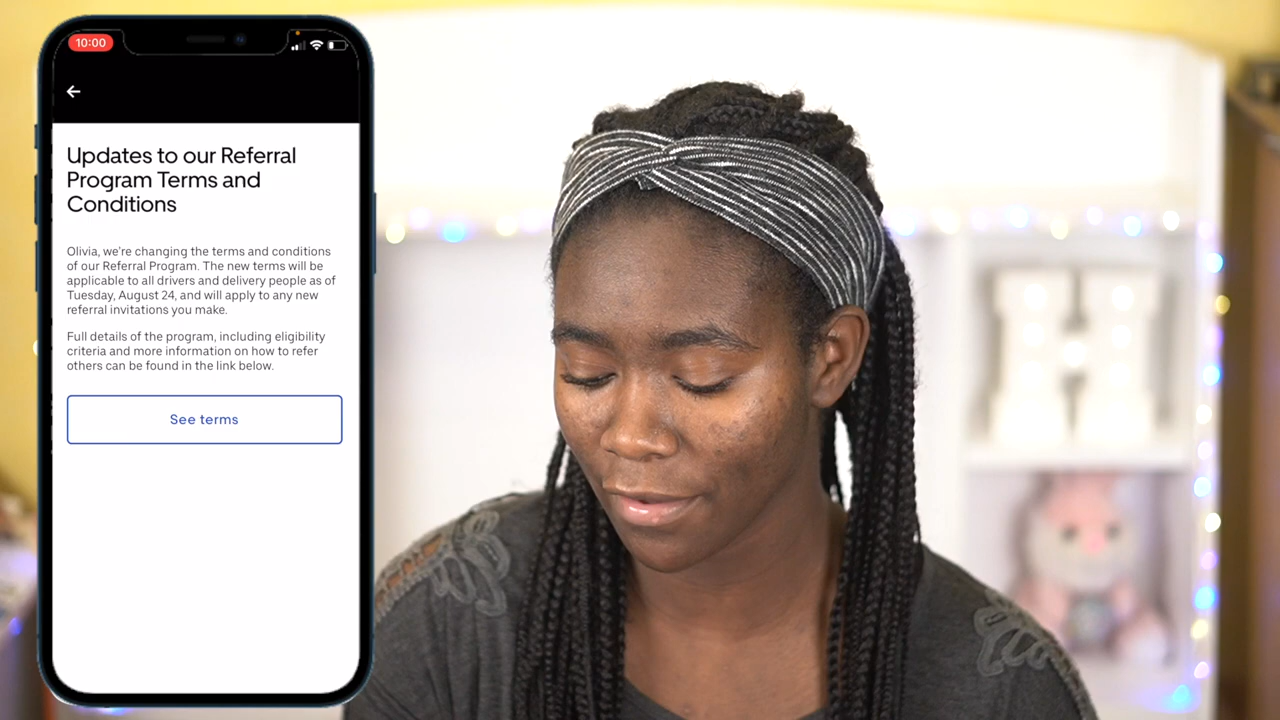 10:00
Updates to our Referral
Program Terms and
Conditions
Olivia, we're changing the terms and conditions
of our Referral Program. The new terms will be
applicable to all drivers and delivery people as of
Tuesday, August 24, and will apply to any new
referral invitations you make.
Full details of the program, including eligibility
criteria and more information on how to refer
others can be found in the link below.
See terms
H